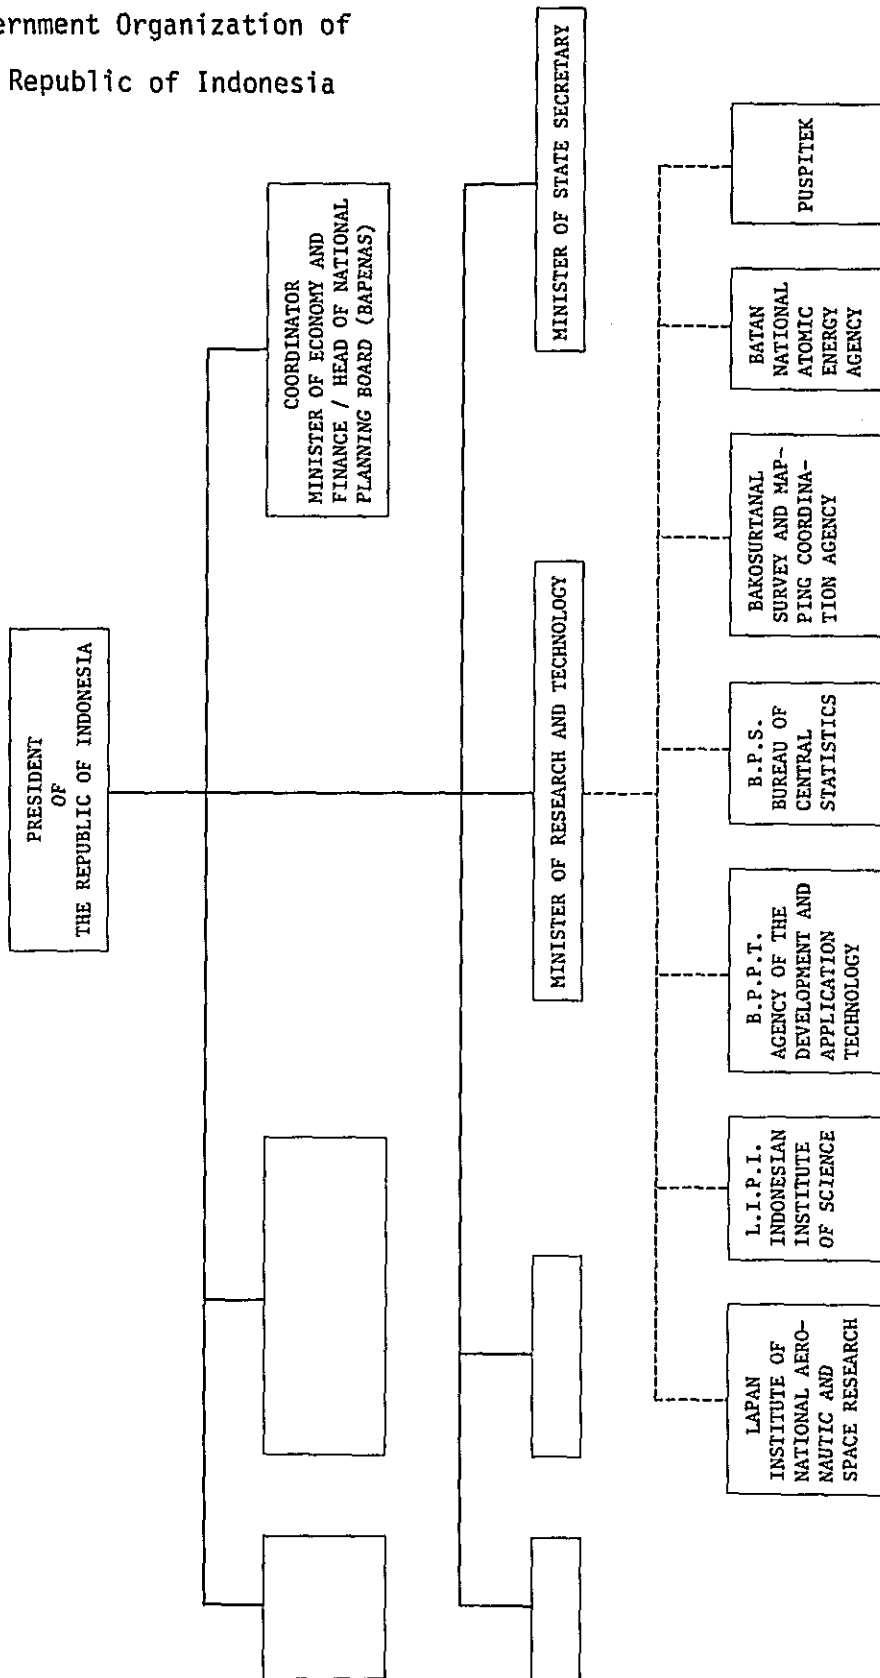 ernment Organization of
Republic of Indonesia
PRESIDENT
OF
THE REPUBLIC OF INDONESIA
COORDINATOR
MINISTER OF ECONOMY AND
FINANCE / HEAD OF NATIONAL
PLANNING BOARD (BAPENAS)
MINISTER OF RESEARCH AND TECHNOLOGY
MINISTER OF STATE SECRETARY
LAPAN
INSTITUTE OF
NATIONAL AERO-
NAUTIC AND
SPACE RESEARCH
L.I.P.I.
INDONESIAN
INSTITUTE
OF SCIENCE
B.P.P.T.
AGENCY OF THE
DEVELOPMENT AND
APPLICATION
TECHNOLOGY
B.P.S.
BUREAU OF
CENTRAL
STATISTICS
BAKOSURTANAL
SURVEY AND MAP-
PING COORDINA-
TION AGENCY
BATAN
NATIONAL
ATOMIC
ENERGY
AGENCY
PUSPITEK